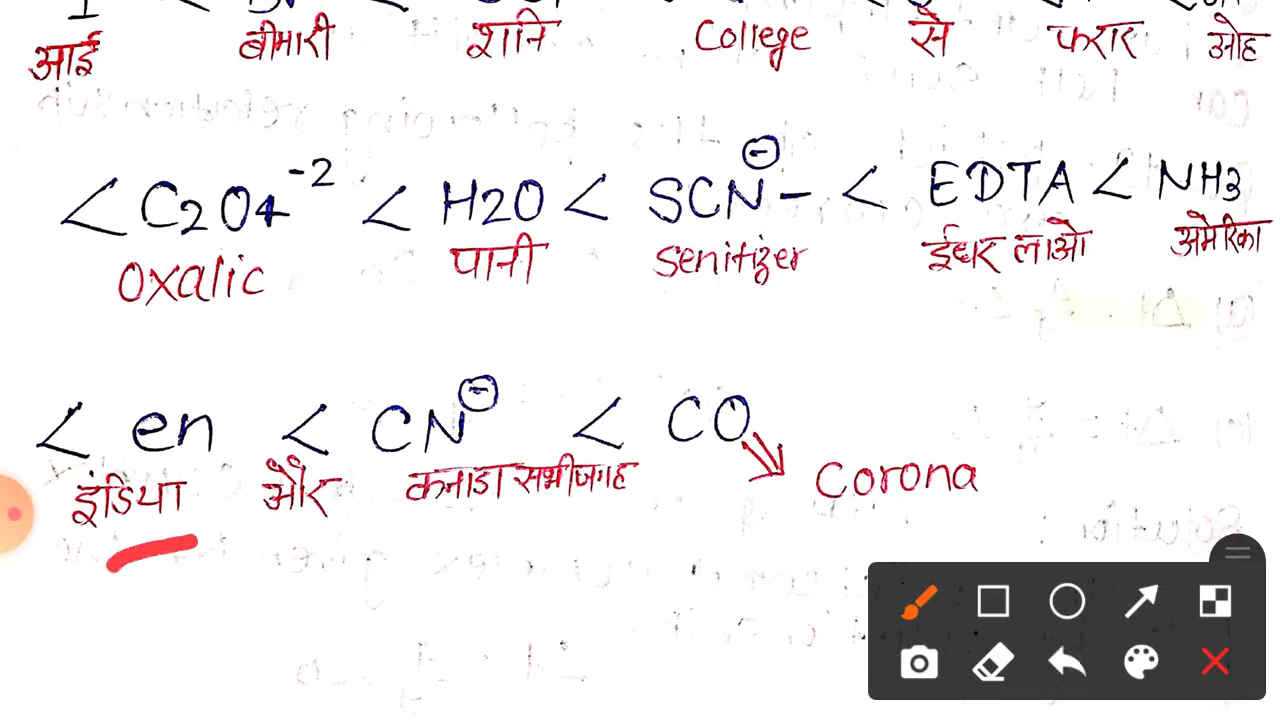 आई बीमारी शनि College से फरार ओह
< C2O4-2 < H2O < SCN⊖- < EDTA < NH3
oxalic पानी Senitizer ईधर लाओ अमेरिका
< en < CN⊖ < CO
इंडिया और कनाडा सभीजगह Corona